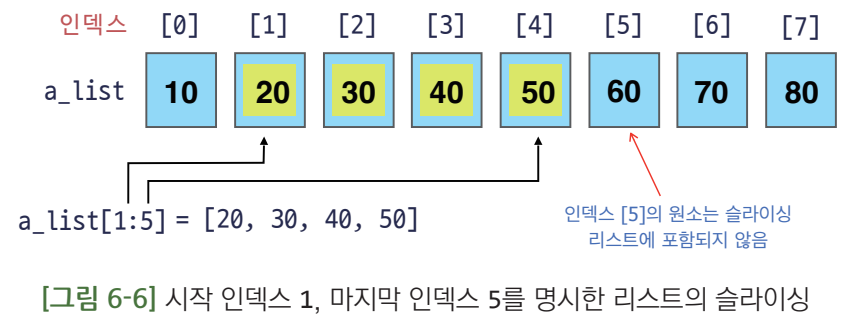 인덱스 [0] [1] [2] [3] [4] [5] [6] [7]
a_list 10 20 30 40 50 60 70 80
a_list[1:5] = [20, 30, 40, 50]
인덱스 [5]의 원소는 슬라이싱
리스트에 포함되지 않음
[그림 6-6] 시작 인덱스 1, 마지막 인덱스 5를 명시한 리스트의 슬라이싱